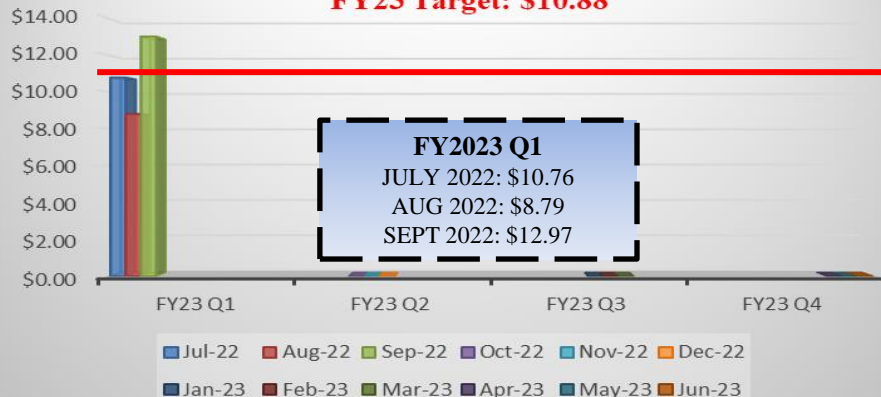 FY23 Target: $10.88
$14.00
$12.00
$10.00
$8.00
$6.00
$4.00
$2.00
$0.00
FY2023 Q1
JULY 2022: $10.76
AUG 2022: $8.79
SEPT 2022: $12.97
FY23 Q1 FY23 Q2 FY23 Q3 FY23 Q4
Jul-22 Aug-22 Sep-22 Oct-22 Nov-22 Dec-22
Jan-23 Feb-23 Mar-23 Apr-23 May-23 Jun-23